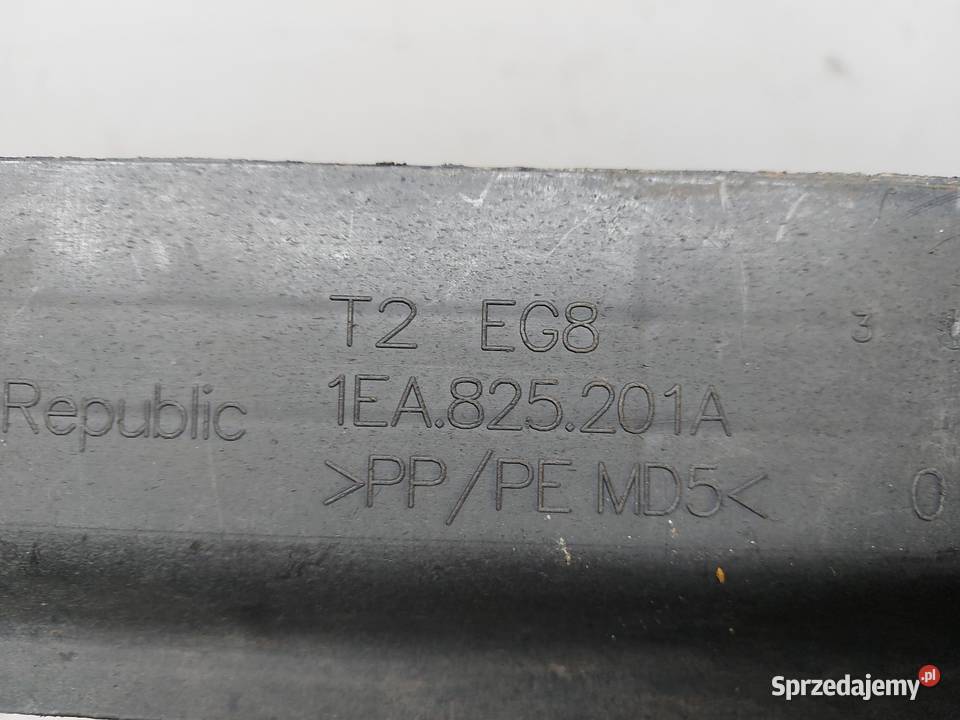 T2 EG8 3
Republic 1EA.825.201A
>PP/PE MD5< 0
Sprzedajemy.pl